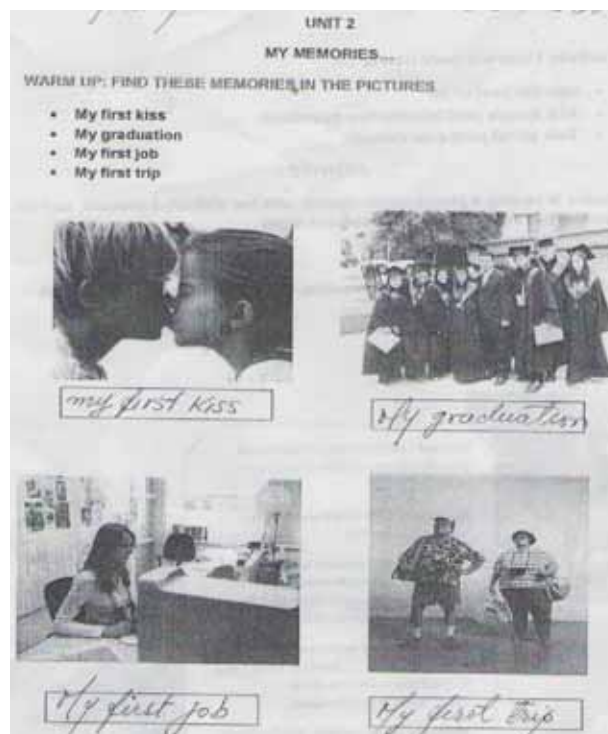 UNIT 2
MY MEMORIES...
WARM UP: FIND THESE MEMORIES IN THE PICTURES
• My first kiss
• My graduation
• My first job
• My first trip
my first kiss
My graduation
My first job
My first trip